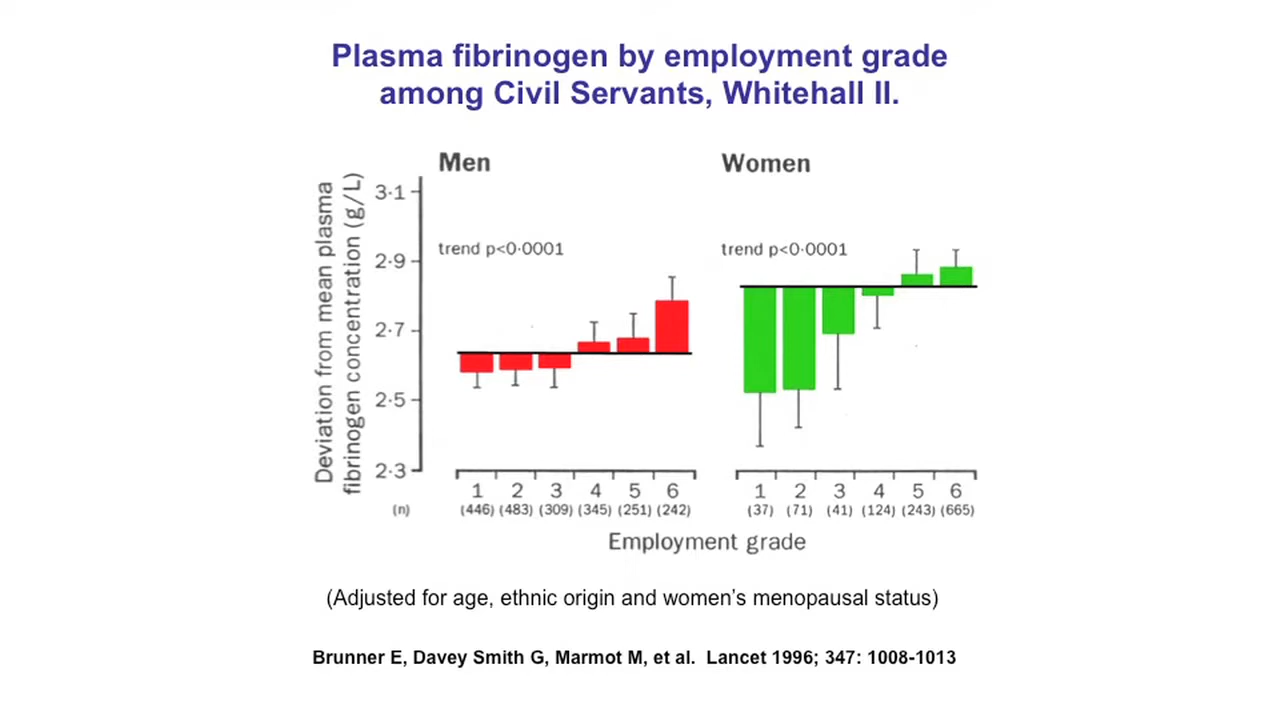 Plasma fibrinogen by employment grade
among Civil Servants, Whitehall II.
Men
Women
Deviation from mean plasma
fibrinogen concentration (g/L)
3·1
2·9
2·7
2·5
2·3
trend p<0·0001
trend p<0·0001
1 2 3 4 5 6
1 2 3 4 5 6
(n) (446) (483) (309) (345) (251) (242)
(37) (71) (41) (124) (243) (665)
Employment grade
(Adjusted for age, ethnic origin and women's menopausal status)
Brunner E, Davey Smith G, Marmot M, et al. Lancet 1996; 347: 1008-1013